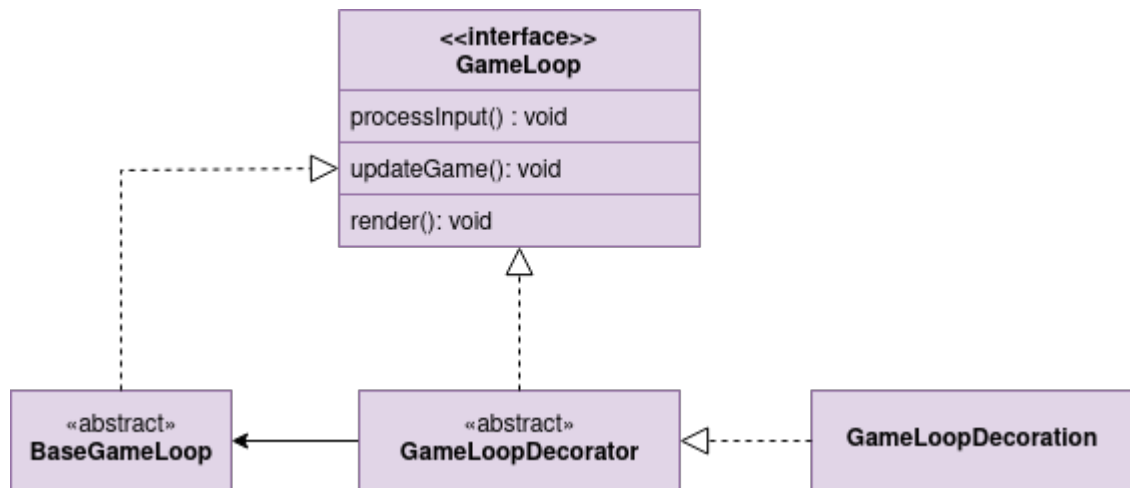 <<interface>>
GameLoop
processInput() : void
updateGame(): void
render(): void
«abstract»
BaseGameLoop
«abstract»
GameLoopDecorator
GameLoopDecoration